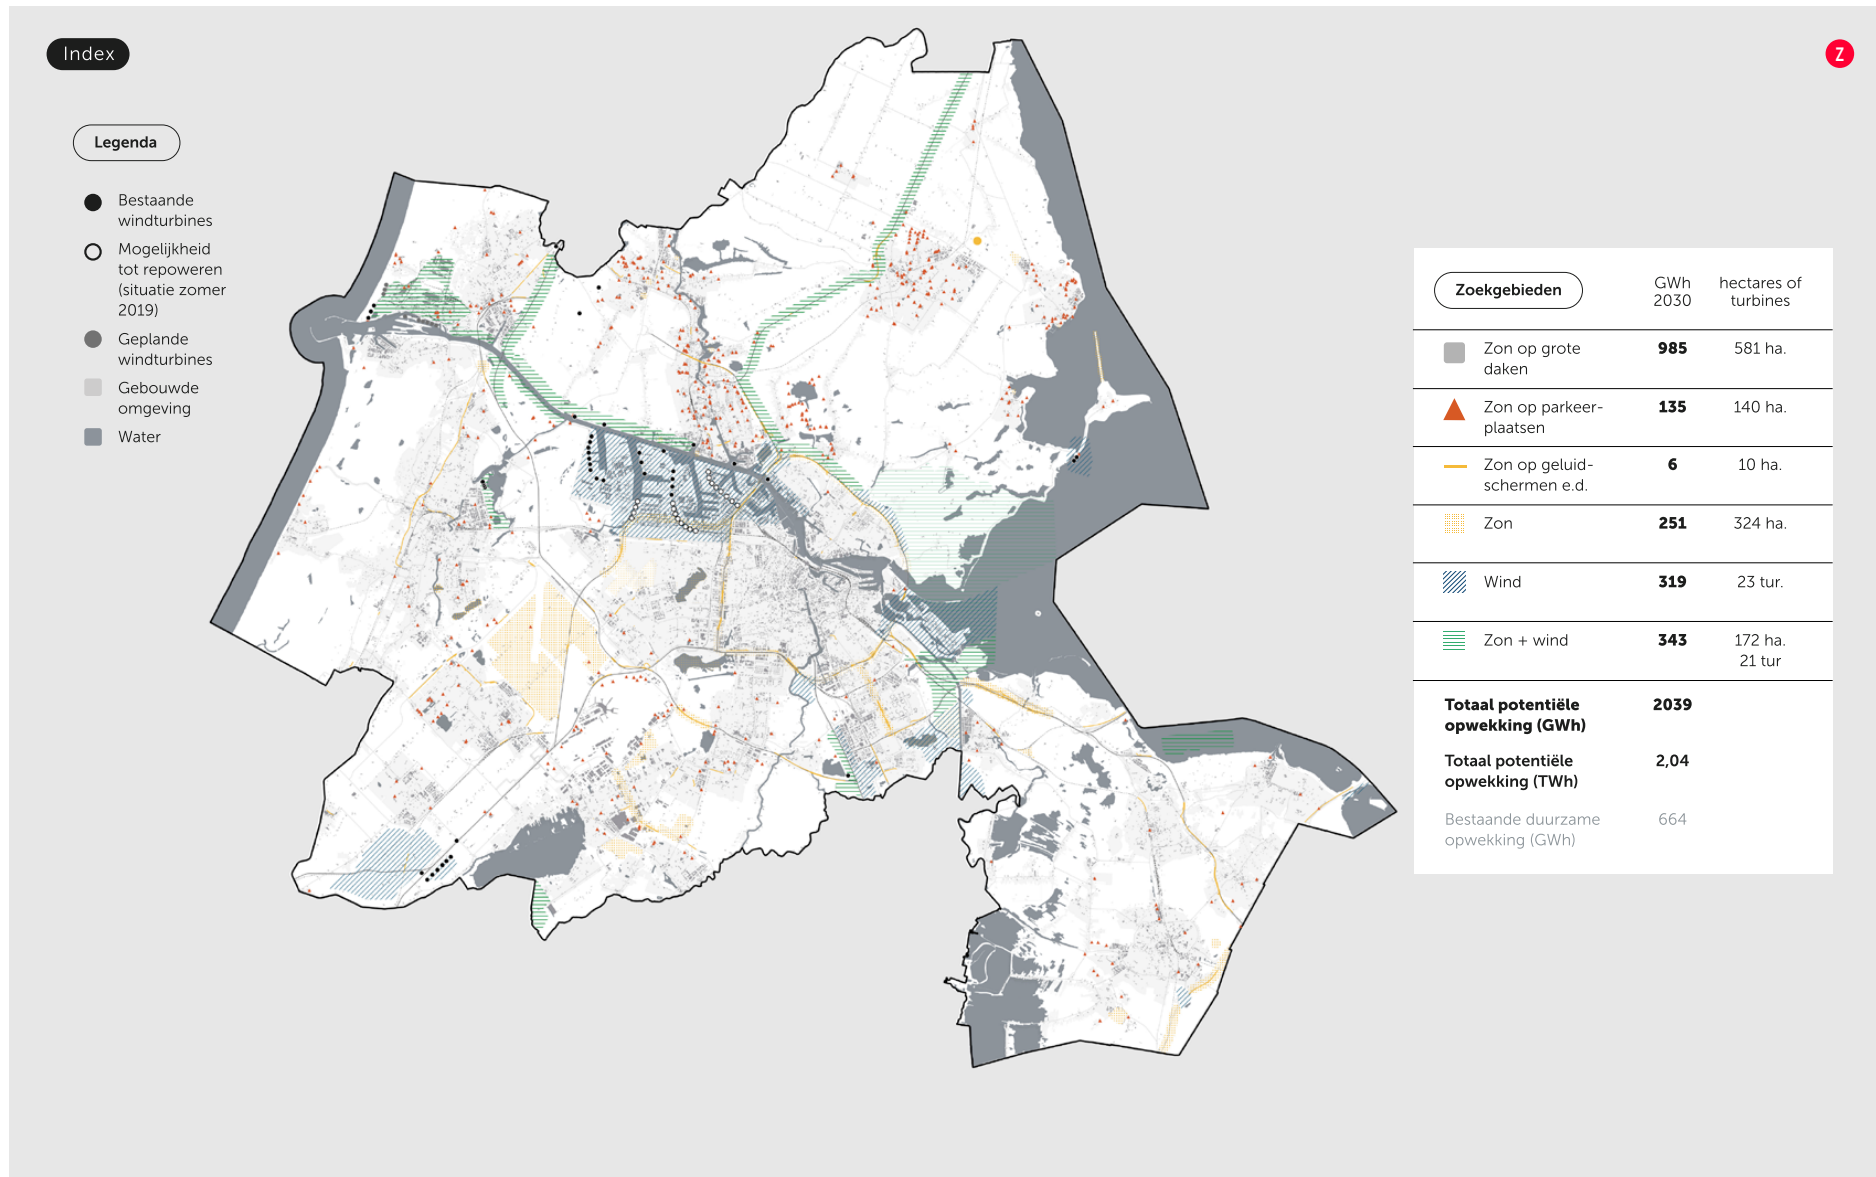 Index
Z
Legenda
Bestaande
windturbines
Mogelijkheid
tot repoweren
(situatie zomer
2019)
Geplande
windturbines
Gebouwde
omgeving
Water
Zoekgebieden
GWh
2030
hectares of
turbines
Zon op grote
daken
985
581 ha.
Zon op parkeer-
plaatsen
135
140 ha.
Zon op geluid-
schermen e.d.
6
10 ha.
Zon
251
324 ha.
Wind
319
23 tur.
Zon + wind
343
172 ha.
21 tur
Totaal potentiële
opwekking (GWh)
2039
Totaal potentiële
opwekking (TWh)
2,04
Bestaande duurzame
opwekking (GWh)
664